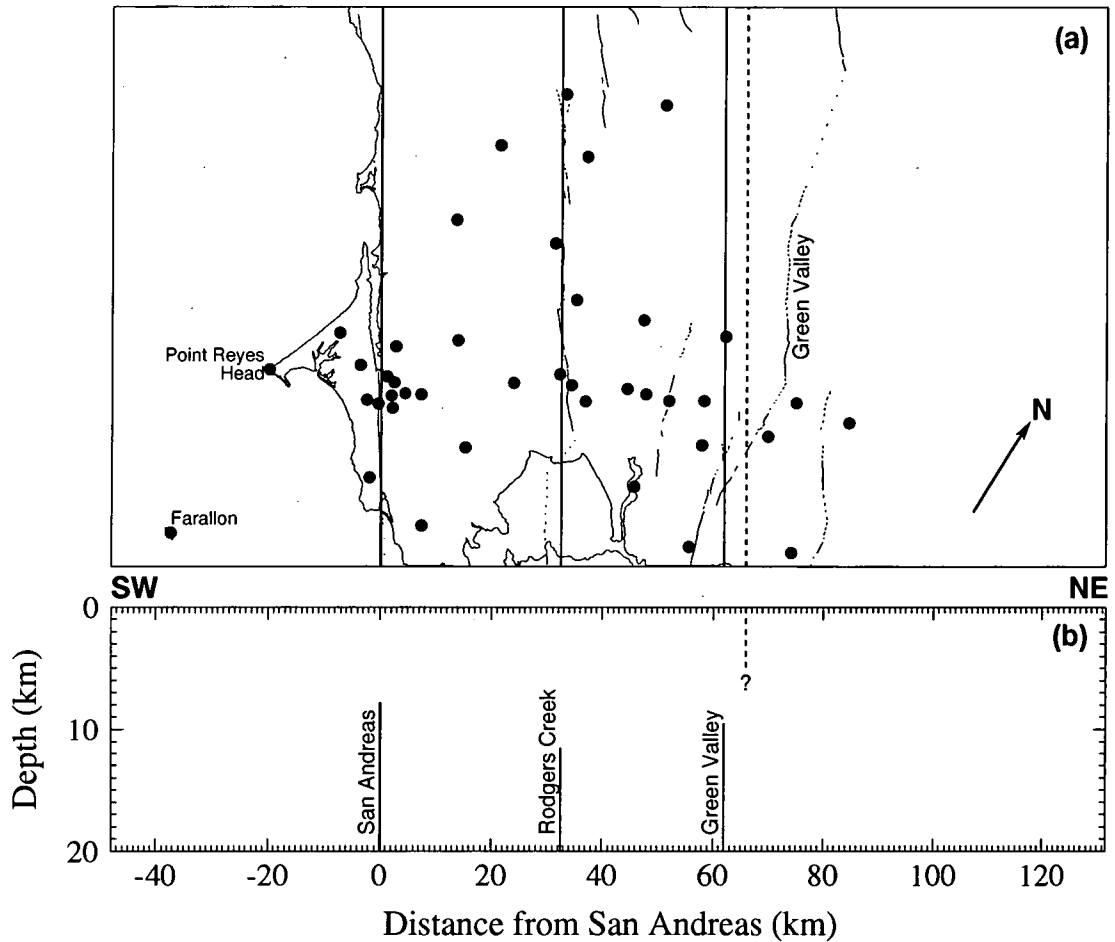 (a)
Green Valley
Point Reyes
Head
N
Farallon
SW
NE
0
(b)
?
10
San Andreas
Rodgers Creek
Green Valley
Depth (km)
20
-40 -20 0 20 40 60 80 100 120
Distance from San Andreas (km)